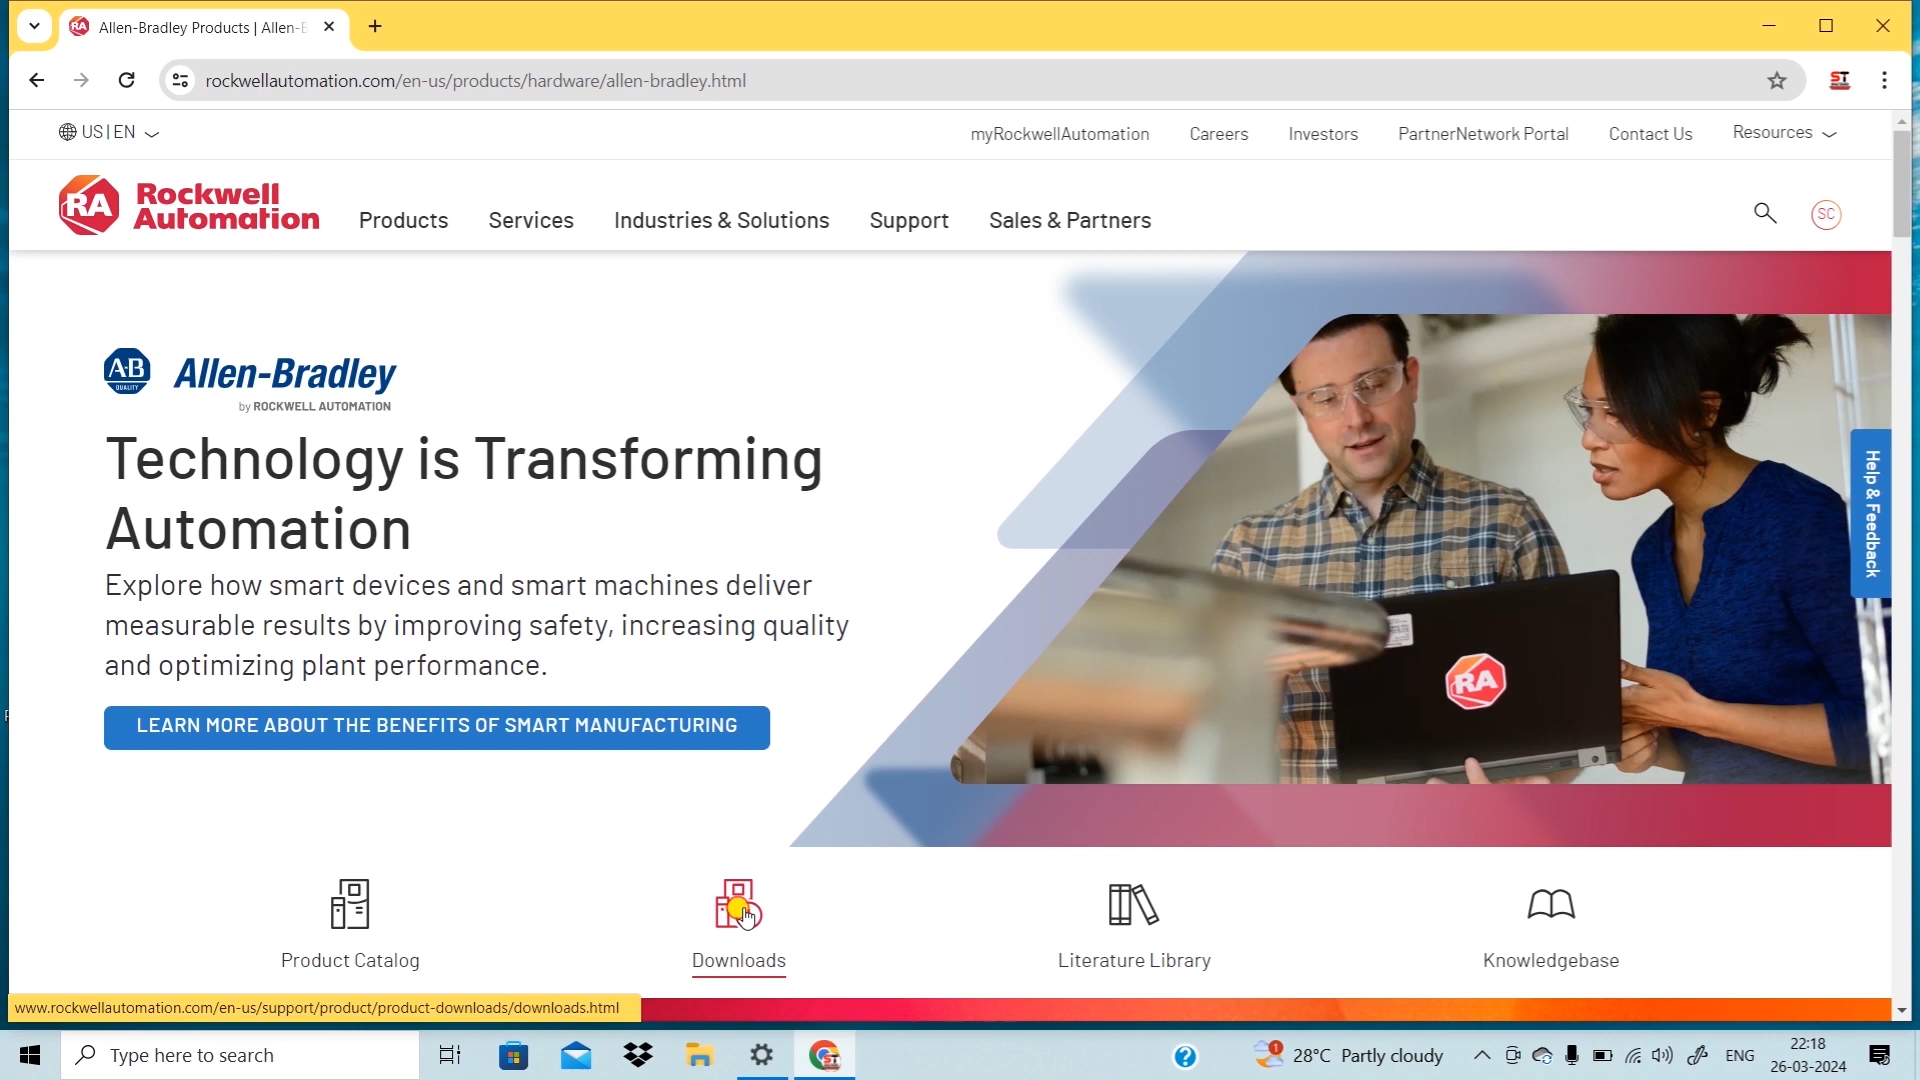 Allen-Bradley Products | Allen-B
rockwellautomation.com/en-us/products/hardware/allen-bradley.html
ST
US | EN
myRockwellAutomation
Careers
Investors
PartnerNetwork Portal
Contact Us
Resources
RA Rockwell
Automation
Products
Services
Industries & Solutions
Support
Sales & Partners
SC
A-B
QUALITY
Allen-Bradley
by ROCKWELL AUTOMATION
Technology is Transforming
Automation
Explore how smart devices and smart machines deliver
measurable results by improving safety, increasing quality
and optimizing plant performance.
LEARN MORE ABOUT THE BENEFITS OF SMART MANUFACTURING
RA
Help & Feedback
Product Catalog
Downloads
Literature Library
Knowledgebase
www.rockwellautomation.com/en-us/support/product/product-downloads/downloads.html
Type here to search
ST
1
28°C Partly cloudy
ENG
22:18
26-03-2024